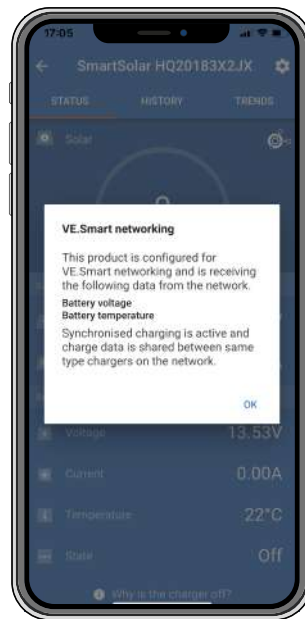 17:05
SmartSolar HQ20183X2JX
STATUS HISTORY TRENDS
Solar
VE.Smart networking
This product is configured for
VE.Smart networking and is receiving
the following data from the network.
Battery voltage
Battery temperature
Synchronised charging is active and
charge data is shared between same
type chargers on the network.
OK
Voltage 13.53V
Current 0.00A
Temperature 22°C
State Off
Why is the charger off?